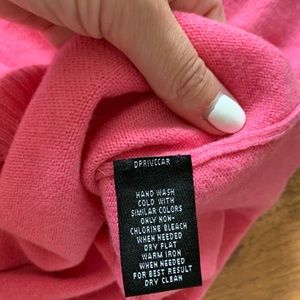 DPRIVCCAR
HAND WASH
COLD WITH
SIMILAR COLORS
ONLY NON-
CHLORINE BLEACH
WHEN NEEDED
DRY FLAT
WARM IRON
WHEN NEEDED
FOR BEST RESULT
DRY CLEAN